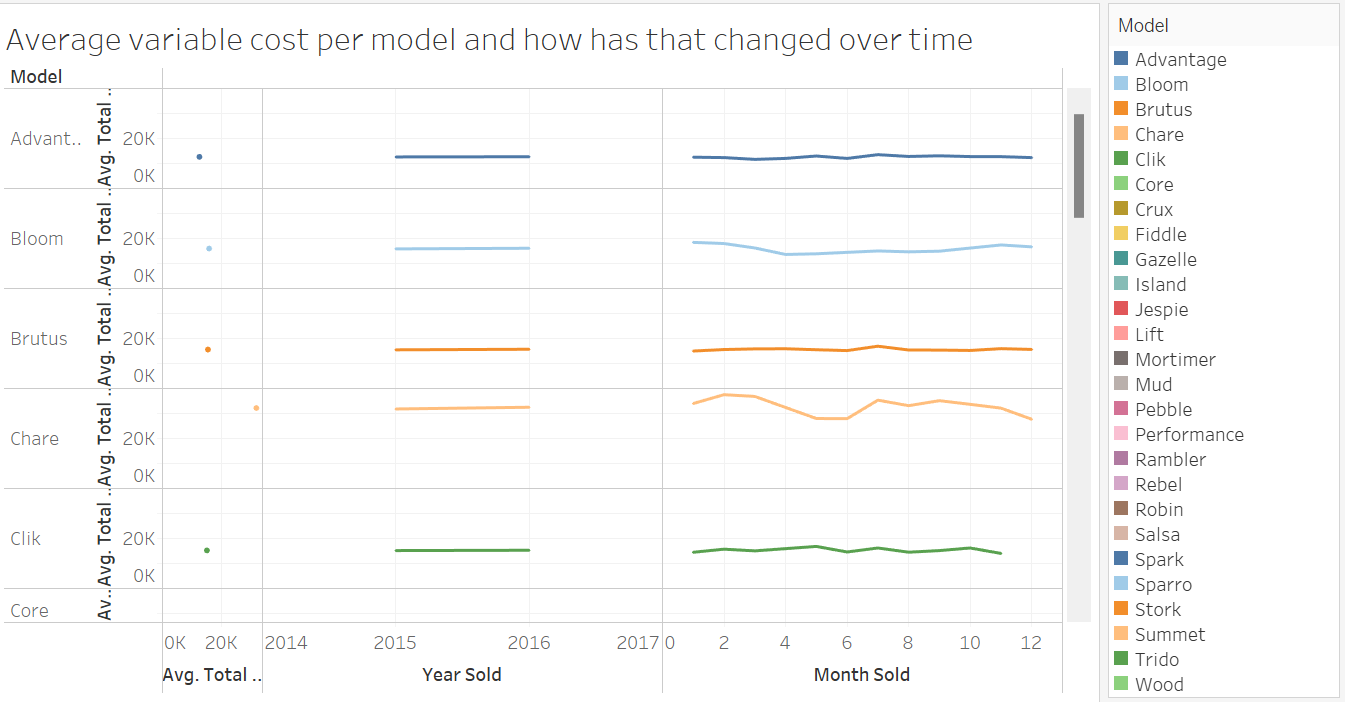 Average variable cost per model and how has that changed over time
Model
Advant..
Avg. Total ..
20K
0K
Bloom
Avg. Total ..
20K
0K
Brutus
Avg. Total ..
20K
0K
Chare
Avg. Total ..
20K
0K
Clik
Avg. Total ..
20K
0K
Core
Av..
0K 20K 2014 2015 2016 2017 0 2 4 6 8 10 12
Avg. Total .. Year Sold Month Sold
Model
Advantage
Bloom
Brutus
Chare
Clik
Core
Crux
Fiddle
Gazelle
Island
Jespie
Lift
Mortimer
Mud
Pebble
Performance
Rambler
Rebel
Robin
Salsa
Spark
Sparro
Stork
Summet
Trido
Wood